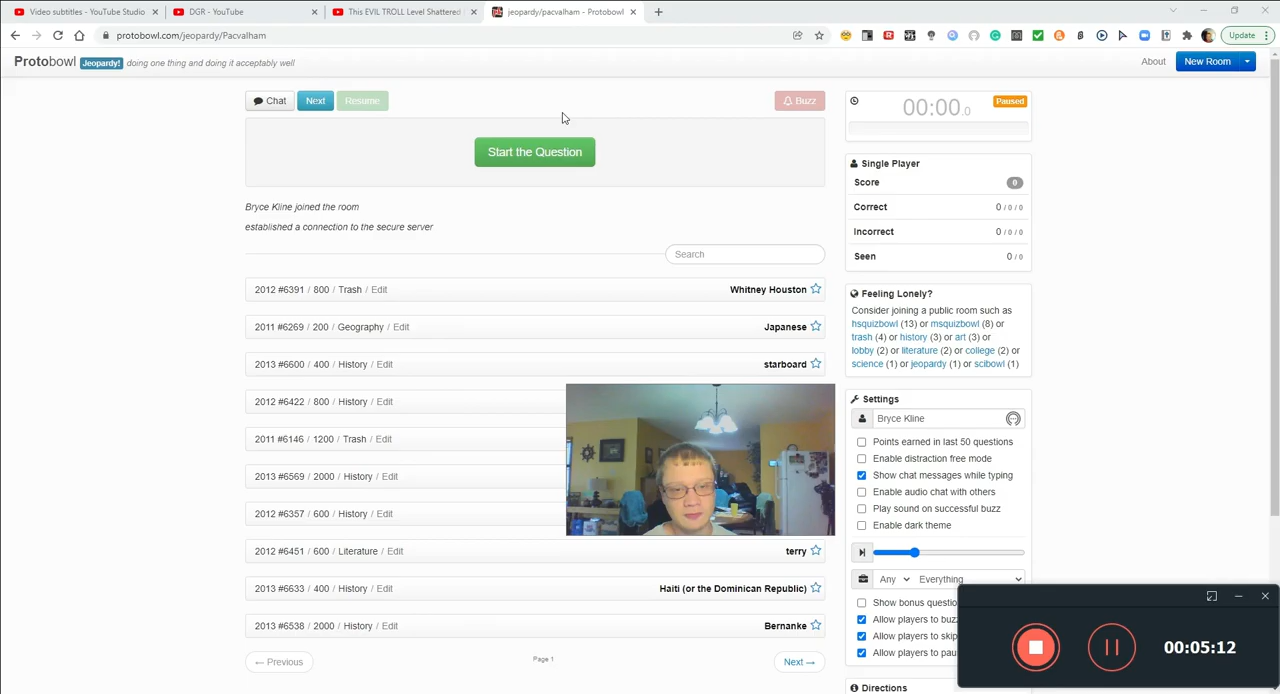 Video subtitles - YouTube Studio
DGR - YouTube
This EVIL TROLL Level Shattered
jeopardy/pacvalham - Protobowl
protobowl.com/jeopardy/Pacvalham
Update
Protobowl Jeopardy! doing one thing and doing it acceptably well
About
New Room
Chat
Next
Resume
Buzz
Start the Question
Bryce Kline joined the room
established a connection to the secure server
Search
2012 #6391 / 800 / Trash / Edit
Whitney Houston
2011 #6269 / 200 / Geography / Edit
Japanese
2013 #6600 / 400 / History / Edit
starboard
2012 #6422 / 800 / History / Edit
2011 #6146 / 1200 / Trash / Edit
2013 #6569 / 2000 / History / Edit
2013 #6357 / 600 / History / Edit
2012 #6451 / 600 / Literature / Edit
terry
2013 #6633 / 400 / History / Edit
Haiti (or the Dominican Republic)
2013 #6538 / 2000 / History / Edit
Bernanke
← Previous
Page 1
Next →
00:00.0
Paused
Single Player
Score 0
Correct 0 / 0 / 0
Incorrect 0 / 0 / 0
Seen 0 / 0
Feeling Lonely?
Consider joining a public room such as
hsquizbowl (13) or msquizbowl (8) or
trash (4) or history (3) or art (3) or
lobby (2) or literature (2) or college (2) or
science (1) or jeopardy (1) or scibowl (1)
Settings
Bryce Kline
Points earned in last 50 questions
Enable distraction free mode
Show chat messages while typing
Enable audio chat with others
Play sound on successful buzz
Enable dark theme
Any
Everything
Show bonus questio
Allow players to buzz
Allow players to skip
Allow players to pau
Directions
00:05:12